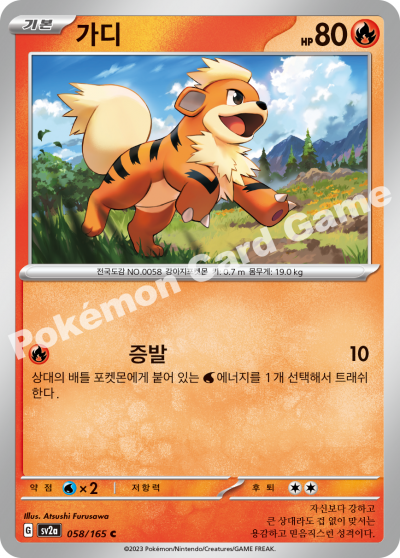 기본 가디 HP 80
Pokémon Card Game
전국도감 NO.0058 강아지포켓몬 키: 0.7 m 몸무게: 19.0 kg
증발 10
상대의 배틀 포켓몬에게 붙어 있는 에너지를 1개 선택해서 트래쉬
한다.
약점 ×2 저항력 후퇴
Illus. Atsushi Furusawa
G sv2a 058/165 C
자신보다 강하고
큰 상대라도 겁 없이 맞서는
용감하고 믿음직스런 성격이다.
©2023 Pokémon/Nintendo/Creatures/GAME FREAK.